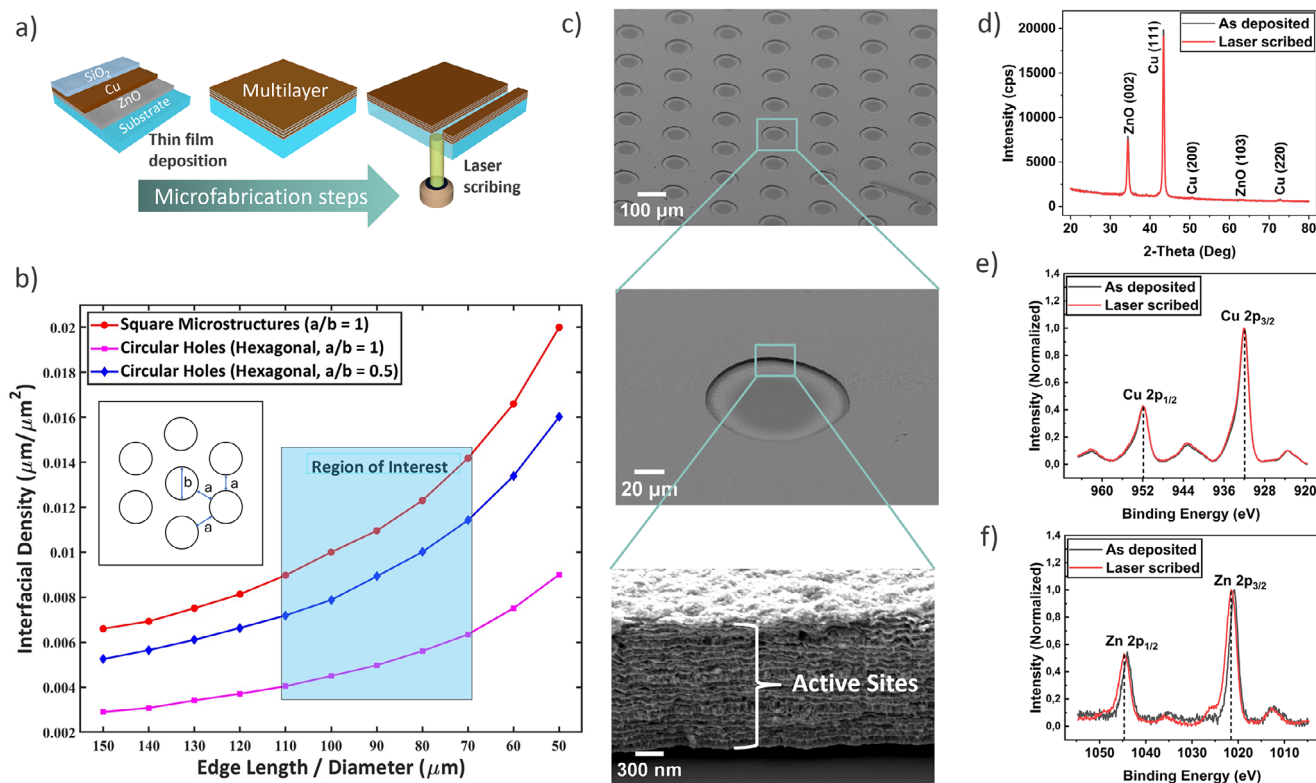 a)
SiO2
Cu
ZnO
Substrate
Thin film
deposition
Multilayer
Laser
scribing
Microfabrication steps
b)
Square Microstructures (a/b = 1)
Circular Holes (Hexagonal, a/b = 1)
Circular Holes (Hexagonal, a/b = 0.5)
Region of Interest
b
a
a
a
Interfacial Density (μm/μm²)
0.02
0.018
0.016
0.014
0.012
0.01
0.008
0.006
0.004
0.002
150 140 130 120 110 100 90 80 70 60 50
Edge Length / Diameter (μm)
c)
100 μm
20 μm
Active Sites
300 nm
d)
As deposited
Laser scribed
ZnO (002)
Cu (111)
Cu (200)
ZnO (103)
Cu (220)
Intensity (cps)
20000
15000
10000
5000
0
20 30 40 50 60 70 80
2-Theta (Deg)
e)
As deposited
Laser scribed
Cu 2p3/2
Cu 2p1/2
Intensity (Normalized)
1,4
1,2
1,0
0,8
0,6
0,4
0,2
0,0
960 952 944 936 928 920
Binding Energy (eV)
f)
As deposited
Laser scribed
Zn 2p3/2
Zn 2p1/2
Intensity (Normalized)
1,4
1,2
1,0
0,8
0,6
0,4
0,2
0,0
1050 1040 1030 1020 1010
Binding Energy (eV)